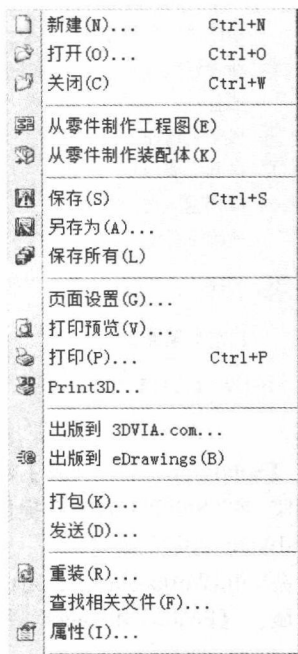 新建(N)... Ctrl+N
打开(O)... Ctrl+O
关闭(C) Ctrl+W
从零件制作工程图(E)
从零件制作装配体(K)
保存(S) Ctrl+S
另存为(A)...
保存所有(L)
页面设置(G)...
打印预览(V)...
打印(P)... Ctrl+P
Print3D...
出版到 3DVIA.com...
出版到 eDrawings(B)
打包(K)...
发送(D)...
重装(R)...
查找相关文件(F)...
属性(I)...